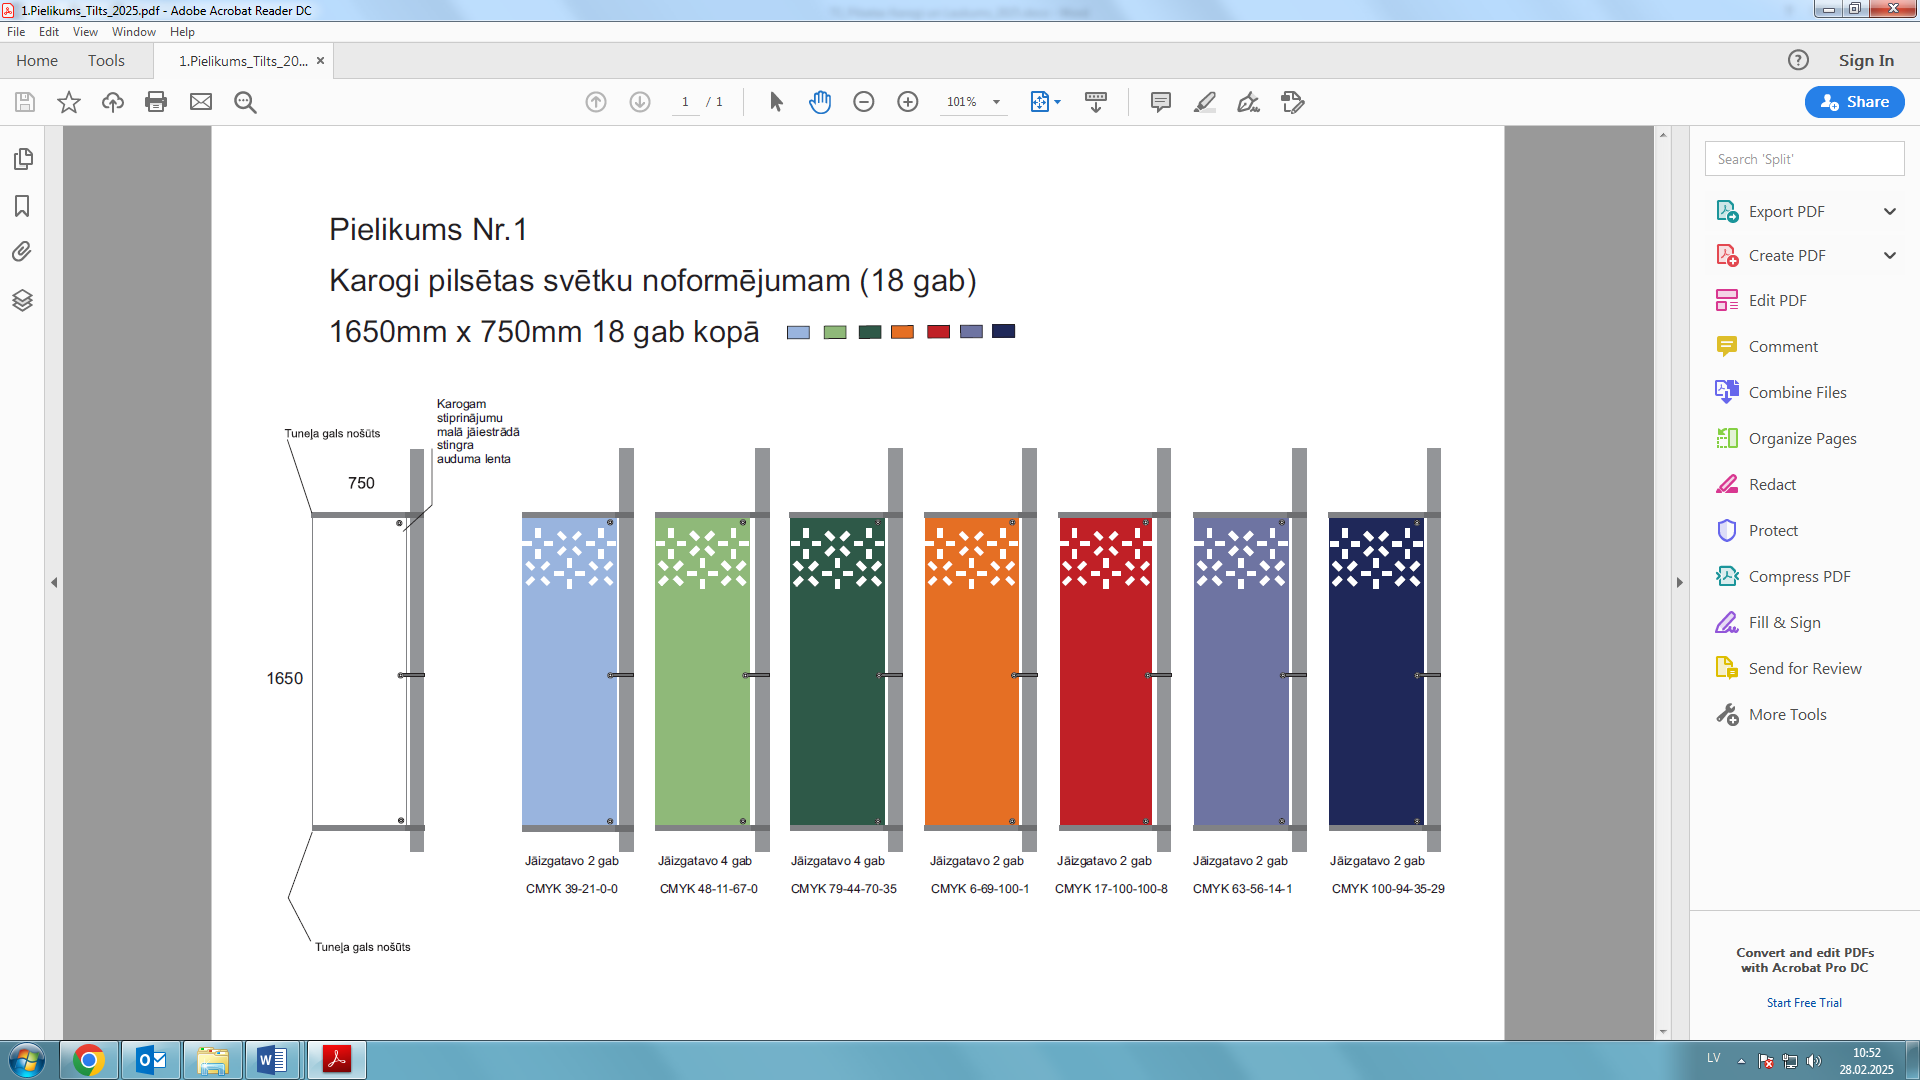 1.Pielikums_Tilts_2025.pdf - Adobe Acrobat Reader DC
File Edit View Window Help
Home Tools 1.Pielikums_Tilts_20... × Sign In
1 / 1 101% Share
Search 'Split'
Export PDF
Create PDF
Edit PDF
Comment
Combine Files
Organize Pages
Redact
Protect
Compress PDF
Fill & Sign
Send for Review
More Tools
Convert and edit PDFs
with Acrobat Pro DC
Start Free Trial
Pielikums Nr.1
Karogi pilsētas svētku noformējumam (18 gab)
1650mm x 750mm 18 gab kopā
Karogam
stiprinājumu
malā jāiestrādā
stingra
auduma lenta
Tuneļa gals nošūts
750
1650
Jāizgatavo 2 gab Jāizgatavo 4 gab Jāizgatavo 4 gab Jāizgatavo 2 gab Jāizgatavo 2 gab Jāizgatavo 2 gab Jāizgatavo 2 gab
CMYK 39-21-0-0 CMYK 48-11-67-0 CMYK 79-44-70-35 CMYK 6-69-100-1 CMYK 17-100-100-8 CMYK 63-56-14-1 CMYK 100-94-35-29
Tuneļa gals nošūts
LV
10:52
28.02.2025